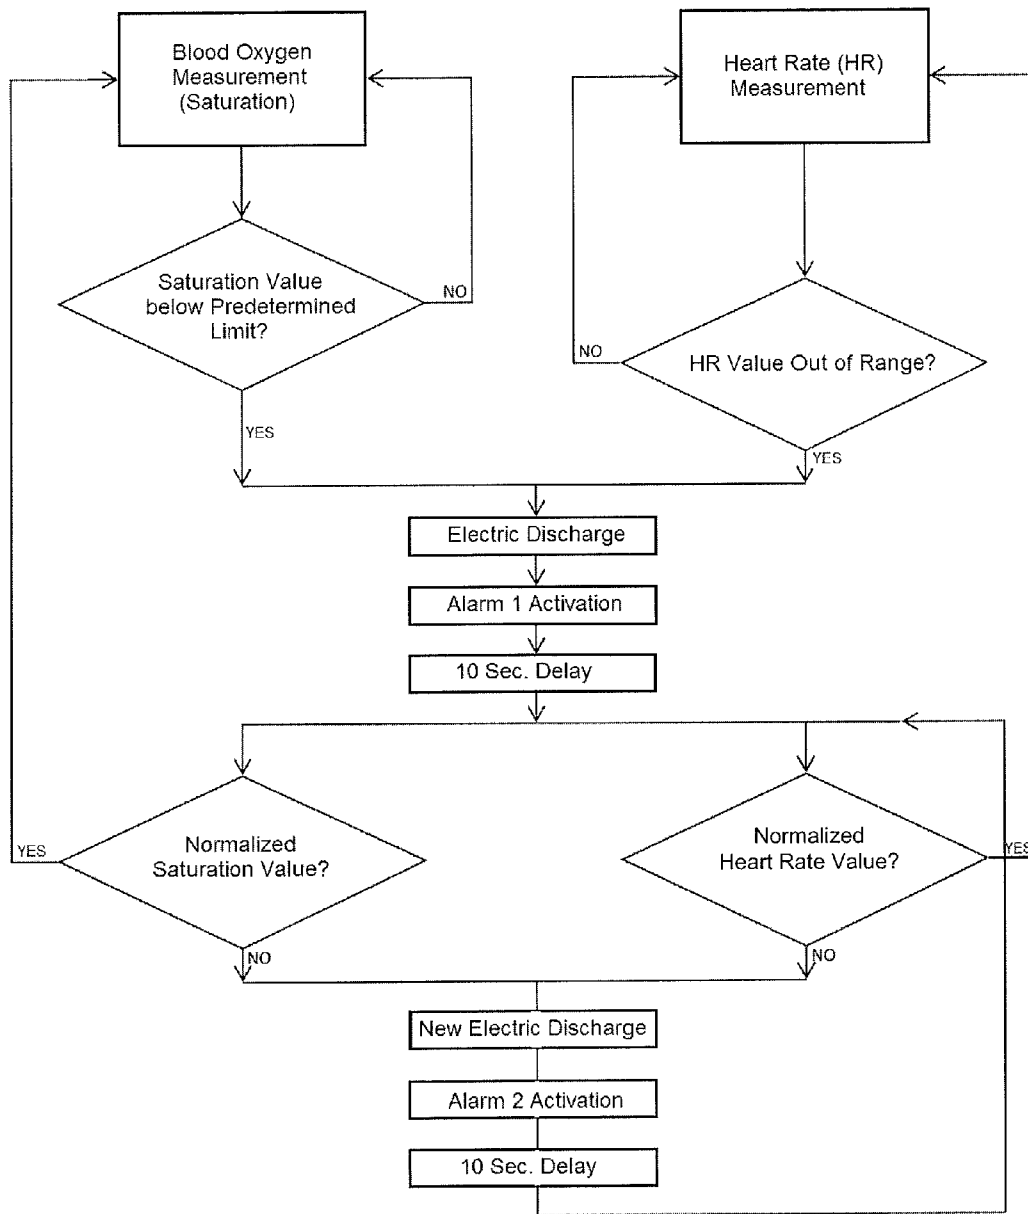 Blood Oxygen
Measurement
(Saturation)
Heart Rate (HR)
Measurement
Saturation Value
below Predetermined
Limit?
NO
NO
HR Value Out of Range?
YES
YES
Electric Discharge
Alarm 1 Activation
10 Sec. Delay
YES
Normalized
Saturation Value?
Normalized
Heart Rate Value?
YES
NO
NO
New Electric Discharge
Alarm 2 Activation
10 Sec. Delay